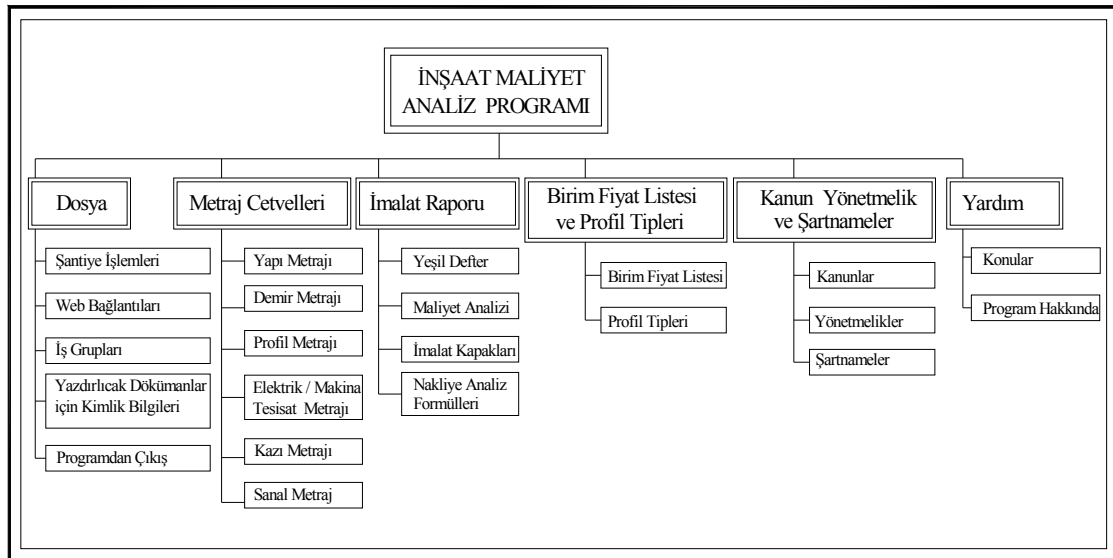 İNŞAAT MALİYET
ANALİZ PROGRAMI
Dosya
Şantiye İşlemleri
Web Bağlantıları
İş Grupları
Yazdırlıcak Dökümanlar
için Kimlik Bilgileri
Programdan Çıkış
Metraj Cetvelleri
Yapı Metrajı
Demir Metrajı
Profil Metrajı
Elektrik / Makina
Tesisat Metrajı
Kazı Metrajı
Sanal Metraj
İmalat Raporu
Yeşil Defter
Maliyet Analizi
İmalat Kapakları
Nakliye Analiz
Formülleri
Birim Fiyat Listesi
ve Profil Tipleri
Birim Fiyat Listesi
Profil Tipleri
Kanun Yönetmelik
ve Şartnameler
Kanunlar
Yönetmelikler
Şartnameler
Yardım
Konular
Program Hakkında